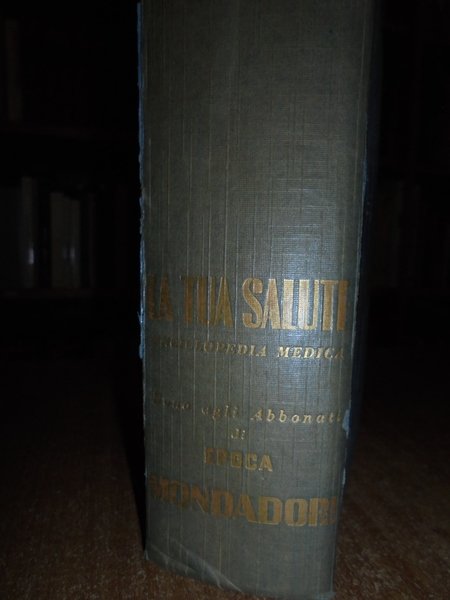 LA TUA SALUTE
ENCICLOPEDIA MEDICA
Dono agli Abbonati
di
EPOCA
MONDADORI